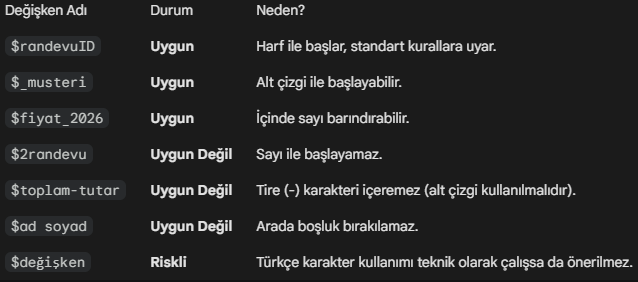 Değişken Adı Durum Neden?
$randevuID Uygun Harf ile başlar, standart kurallara uyar.
$_musteri Uygun Alt çizgi ile başlayabilir.
$fiyat_2026 Uygun İçinde sayı barındırabilir.
$2randevu Uygun Değil Sayı ile başlayamaz.
$toplam-tutar Uygun Değil Tire (-) karakteri içeremez (alt çizgi kullanılmalıdır).
$ad soyad Uygun Değil Arada boşluk bırakılamaz.
$değişken Riskli Türkçe karakter kullanımı teknik olarak çalışsa da önerilmez.